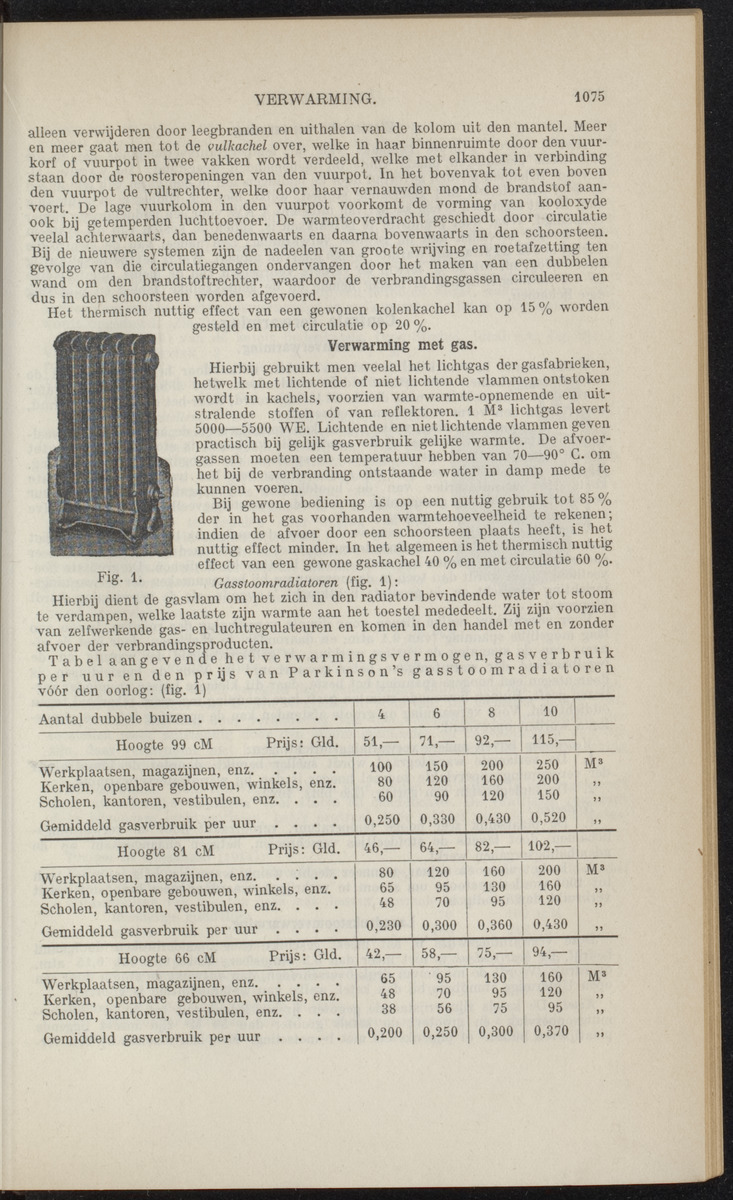 VERWARMING. 1075
alleen verwijderen door leegbranden en uithalen van de kolom uit den mantel. Meer
en meer gaat men tot de vulkachel over, welke in haar binnenruimte door den vuur-
korf of vuurpot in twee vakken wordt verdeeld, welke met elkander in verbinding
staan door de roosteropeningen van den vuurpot. In het bovenvak tot even boven
den vuurpot de vultrechter, welke door haar vernauwden mond de brandstof aan-
voert. De lage vuurkolom in den vuurpot voorkomt de vorming van kooloxyde
ook bij getemperden luchttoevoer. De warmteoverdracht geschiedt door circulatie
veelal achterwaarts, dan benedenwaarts en daarna bovenwaarts in den schoorsteen.
Bij de nieuwere systemen zijn de nadeelen van groote wrijving en roetafzetting ten
gevolge van die circulatiegangen ondervangen door het maken van een dubbelen
wand om den brandstoftrechter, waardoor de verbrandingsgassen circuleeren en
dus in den schoorsteen worden afgevoerd.
Het thermisch nuttig effect van een gewonen kolenkachel kan op 15 % worden
gesteld en met circulatie op 20 %.
Verwarming met gas.
Hierbij gebruikt men veelal het lichtgas der gasfabrieken,
hetwelk met lichtende of niet lichtende vlammen ontstoken
wordt in kachels, voorzien van warmte-opnemende en uit-
stralende stoffen of van reflektoren. 1 M³ lichtgas levert
5000—5500 WE. Lichtende en niet lichtende vlammen geven
practisch bij gelijk gasverbruik gelijke warmte. De afvoer-
gassen moeten een temperatuur hebben van 70—90° C. om
het bij de verbranding ontstaande water in damp mede te
kunnen voeren.
Bij gewone bediening is op een nuttig gebruik tot 85 %
der in het gas voorhanden warmtehoeveelheid te rekenen;
indien de afvoer door een schoorsteen plaats heeft, is het
nuttig effect minder. In het algemeen is het thermisch nuttig
effect van een gewone gaskachel 40 % en met circulatie 60 %.
Fig. 1.
Gasstoomradiatoren (fig. 1):
Hierbij dient de gasvlam om het zich in den radiator bevindende water tot stoom
te verdampen, welke laatste zijn warmte aan het toestel mededeelt. Zij zijn voorzien
van zelfwerkende gas- en luchtregulateuren en komen in den handel met en zonder
afvoer der verbrandingsproducten.
Tabel aangevende het verwarmingsvermogen, gasverbruik
per uur en den prijs van Parkinson's gasstoomradiatoren
vóór den oorlog: (fig. 1)
Aantal dubbele buizen . . . . . . . . 4 6 8 10
Hoogte 99 cM Prijs: Gld. 51,— 71,— 92,— 115,—
Werkplaatsen, magazijnen, enz. . . . . 100 150 200 250 M³
Kerken, openbare gebouwen, winkels, enz. 80 120 160 200 ,,
Scholen, kantoren, vestibulen, enz. . . . 60 90 120 150 ,,
Gemiddeld gasverbruik per uur . . . . 0,250 0,330 0,430 0,520 ,,
Hoogte 81 cM Prijs: Gld. 46,— 64,— 82,— 102,—
Werkplaatsen, magazijnen, enz. . . . . 80 120 160 200 M³
Kerken, openbare gebouwen, winkels, enz. 65 95 130 160 ,,
Scholen, kantoren, vestibulen, enz. . . . 48 70 95 120 ,,
Gemiddeld gasverbruik per uur . . . . 0,230 0,300 0,360 0,430 ,,
Hoogte 66 cM Prijs: Gld. 42,— 58,— 75,— 94,—
Werkplaatsen, magazijnen, enz. . . . . 65 95 130 160 M³
Kerken, openbare gebouwen, winkels, enz. 48 70 95 120 ,,
Scholen, kantoren, vestibulen, enz. . . . 38 56 75 95 ,,
Gemiddeld gasverbruik per uur . . . . 0,200 0,250 0,300 0,370 ,,